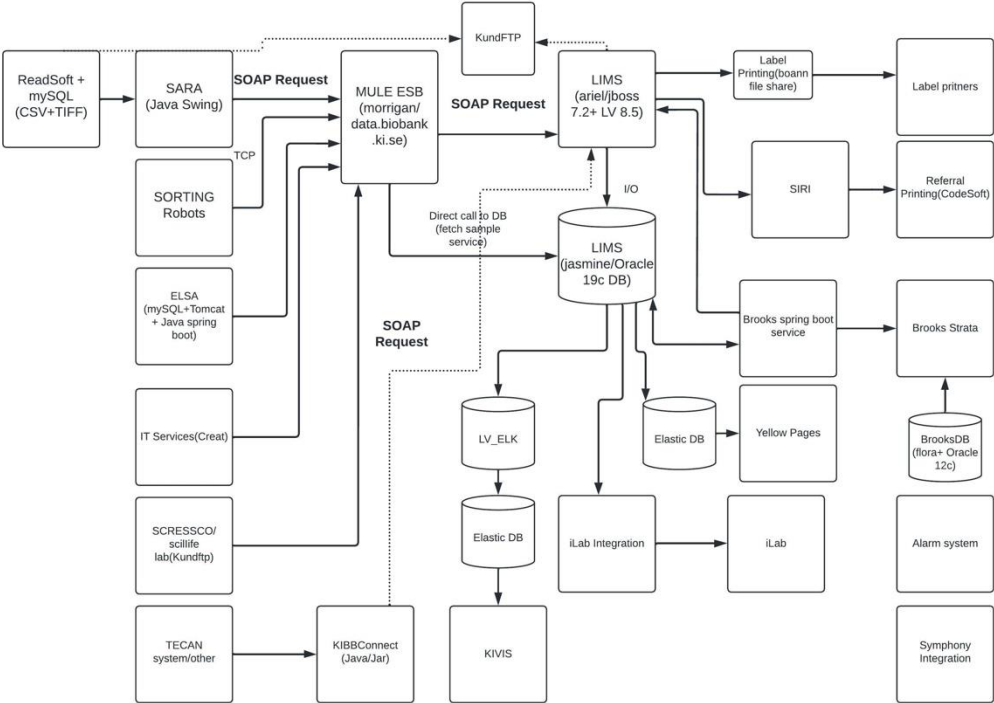 KundFTP
ReadSoft +
mySQL
(CSV+TIFF)
SARA
(Java Swing)
SOAP Request
MULE ESB
(morrigan/
data.biobank
.ki.se)
SOAP Request
LIMS
(ariel/jboss
7.2+ LV 8.5)
Label
Printing(boann
file share)
Label pritners
TCP
SORTING
Robots
SIRI
Referral
Printing(CodeSoft)
I/O
Direct call to DB
(fetch sample
service)
LIMS
(jasmine/Oracle
19c DB)
ELSA
(mySQL+Tomcat
+ Java spring
boot)
SOAP
Request
Brooks spring boot
service
Brooks Strata
IT Services(Creat)
LV_ELK
Elastic DB
Yellow Pages
BrooksDB
(flora+ Oracle
12c)
SCRESSCO/
scillife
lab(Kundftp)
Elastic DB
iLab Integration
iLab
Alarm system
TECAN
system/other
KIBBConnect
(Java/Jar)
KIVIS
Symphony
Integration